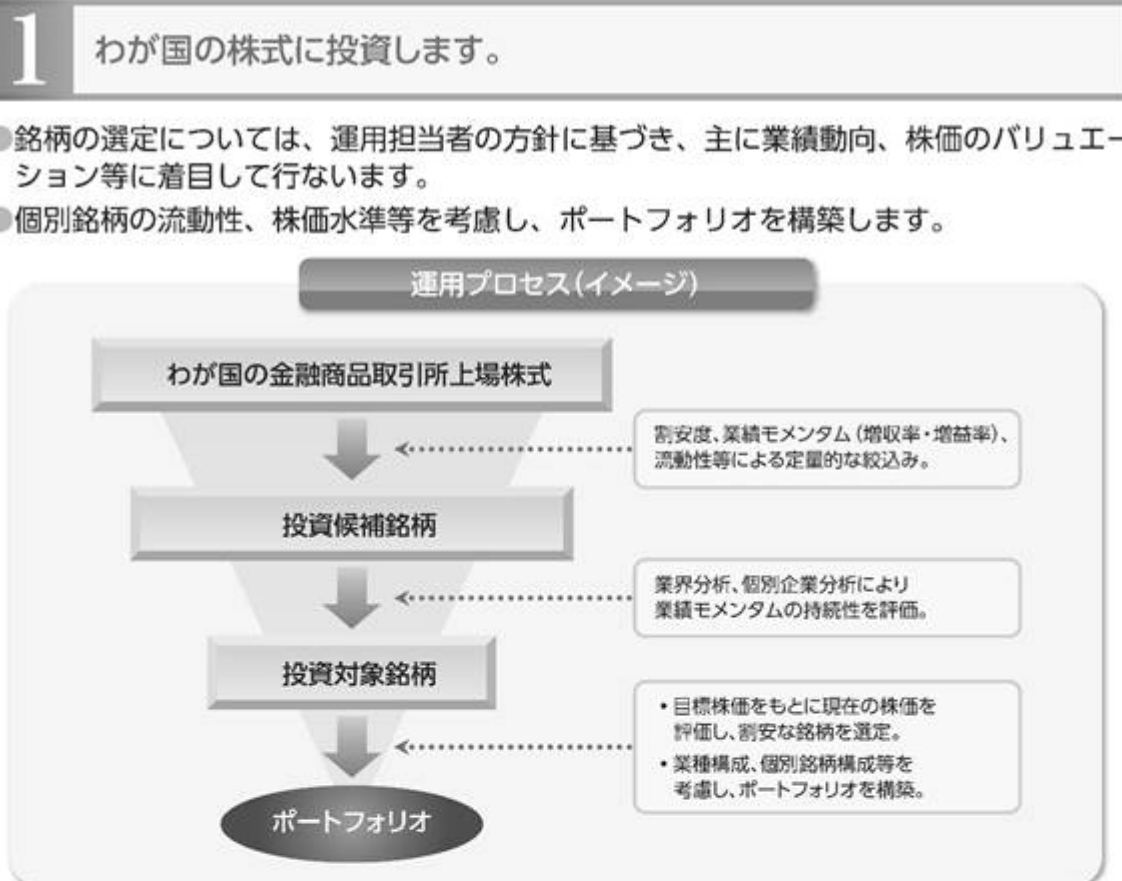 1
わが国の株式に投資します。
●銘柄の選定については、運用担当者の方針に基づき、主に業績動向、株価のバリュエー
ション等に着目して行ないます。
●個別銘柄の流動性、株価水準等を考慮し、ポートフォリオを構築します。
運用プロセス(イメージ)
わが国の金融商品取引所上場株式
割安度、業績モメンタム(増収率・増益率)、
流動性等による定量的な絞込み。
投資候補銘柄
業界分析、個別企業分析により
業績モメンタムの持続性を評価。
投資対象銘柄
・目標株価をもとに現在の株価を
評価し、割安な銘柄を選定。
・業種構成、個別銘柄構成等を
考慮し、ポートフォリオを構築。
ポートフォリオ